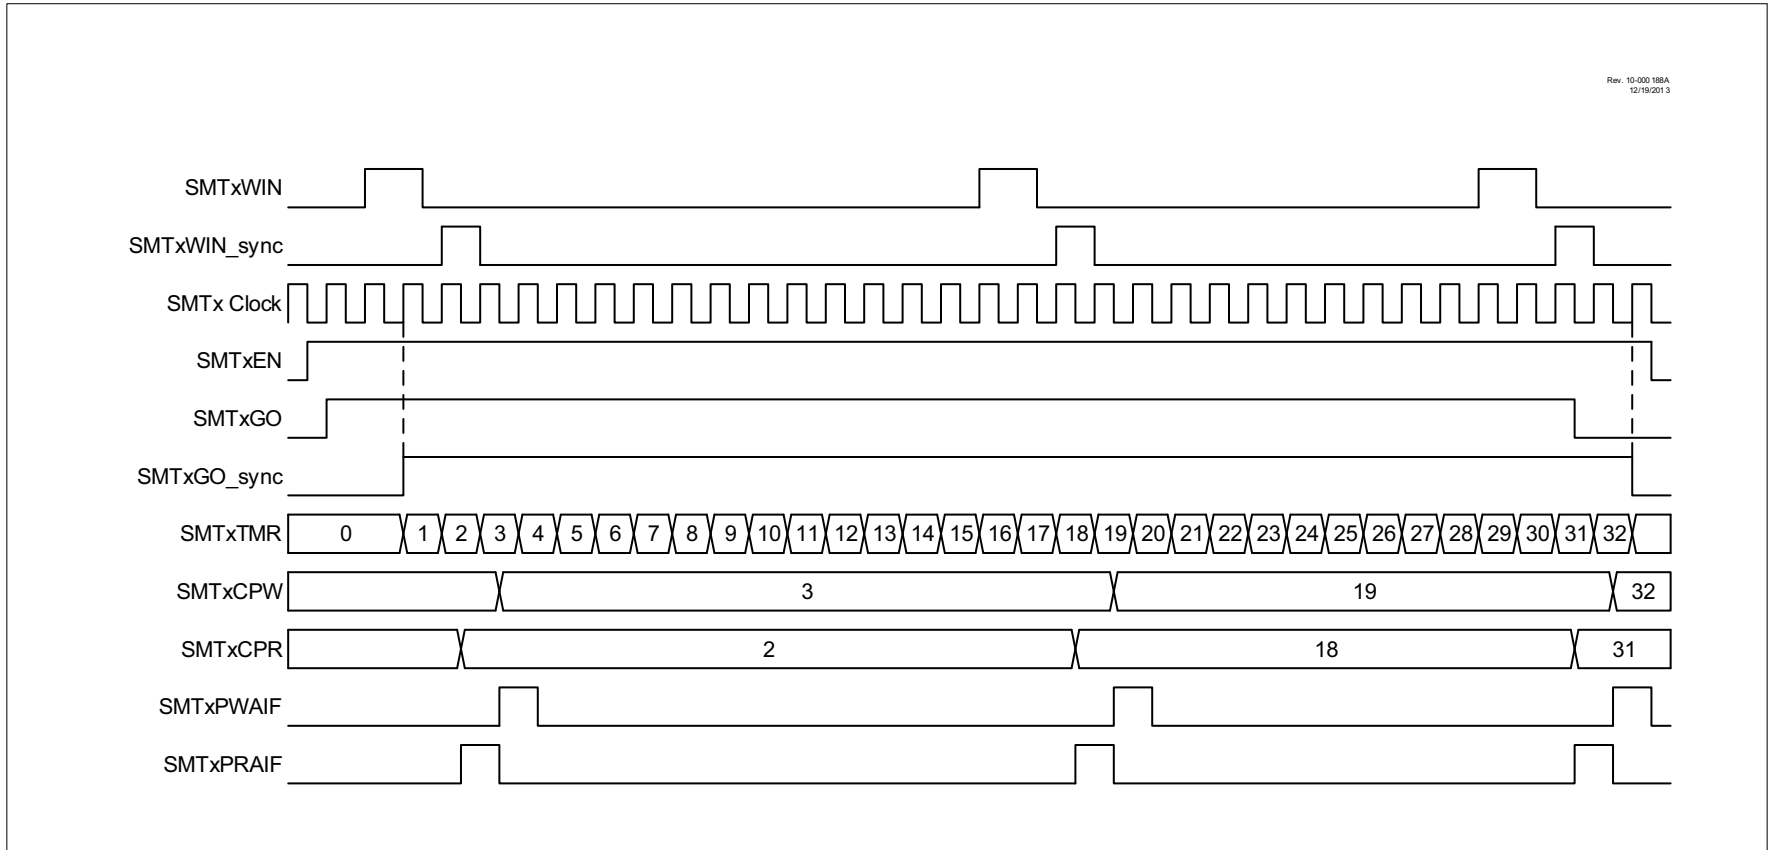 Rev. 10-000 188A
12/19/201 3
SMTxWIN
SMTxWIN_sync
SMTx Clock
SMTxEN
SMTxGO
SMTxGO_sync
SMTxTMR 0 1 2 3 4 5 6 7 8 9 10 11 12 13 14 15 16 17 18 19 20 21 22 23 24 25 26 27 28 29 30 31 32
SMTxCPW 3 19 32
SMTxCPR 2 18 31
SMTxPWAIF
SMTxPRAIF